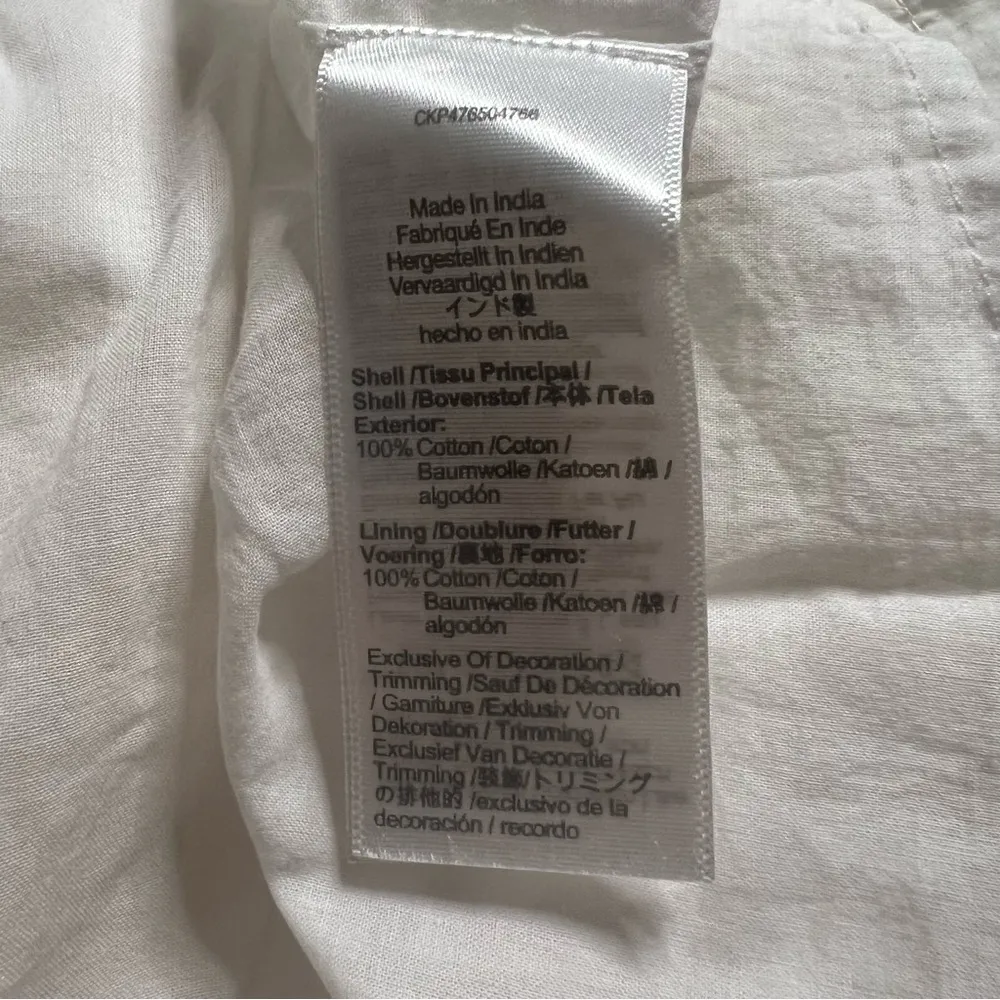 CKP476504766
Made In India
Fabriqué En Inde
Hergestellt In Indien
Vervaardigd in India
インド製
hecho en india
Shell /Tissu Principal /
Shell /Bovenstof /本体 /Tela
Exterior:
100% Cotton /Coton /
Baumwolle /Katoen /綿 /
algodón
Lining /Doublure /Futter /
Voering /裏地 /Forro:
100% Cotton /Coton /
Baumwolle /Katoen /綿 /
algodón
Exclusive Of Decoration /
Trimming /Sauf De Décoration
/ Garniture /Exklusiv Von
Dekoration / Trimming /
Exclusief Van Decoratie /
Trimming /装飾/トリミング
の排他的 /exclusivo de la
decoración / recordo